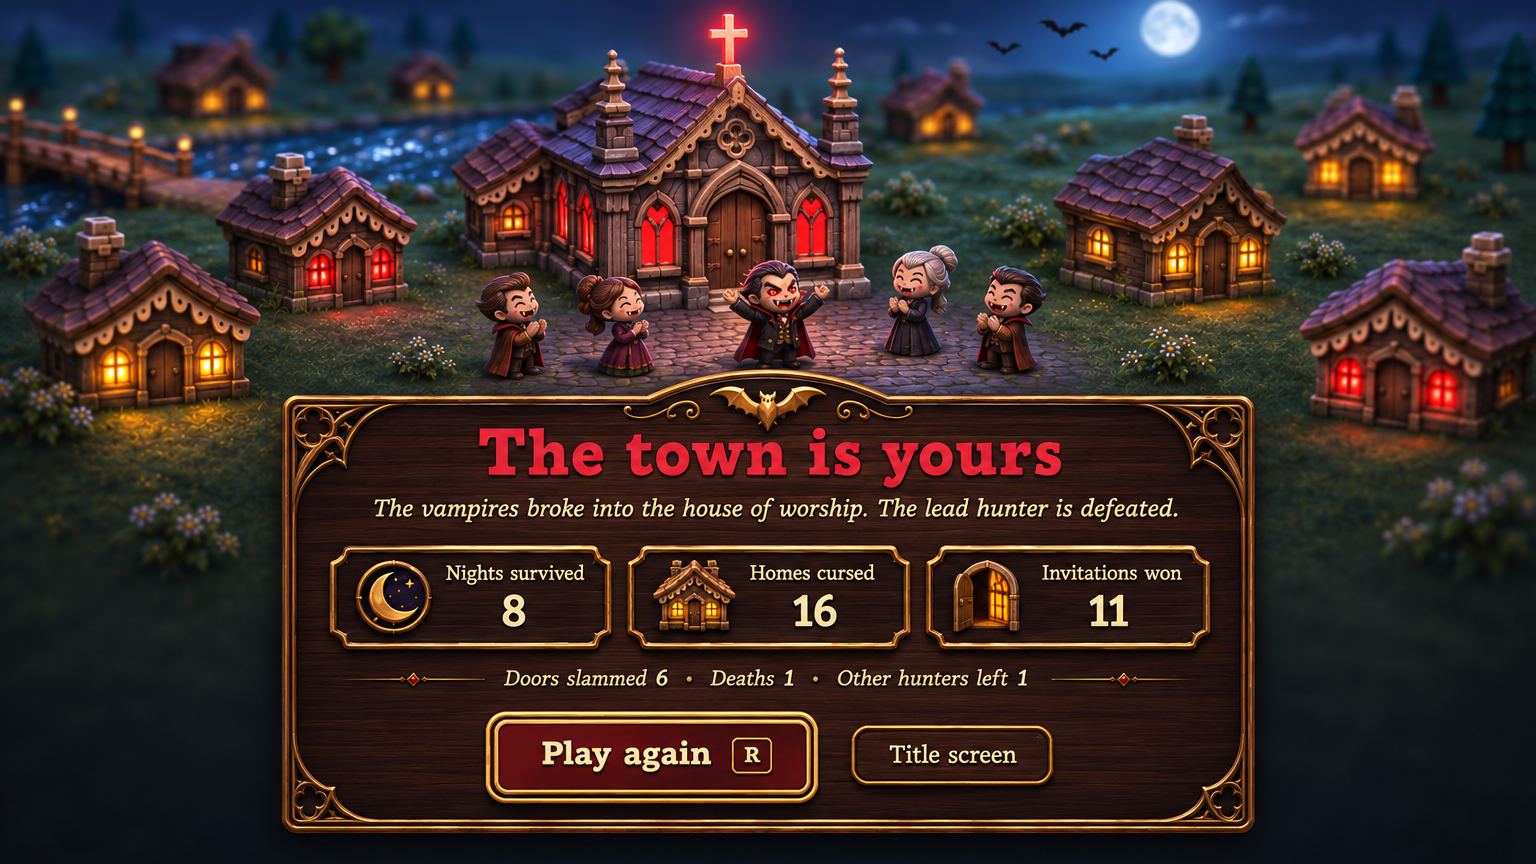 The town is yours
The vampires broke into the house of worship. The lead hunter is defeated.
Nights survived
8
Homes cursed
16
Invitations won
11
Doors slammed 6 • Deaths 1 • Other hunters left 1
Play again R
Title screen